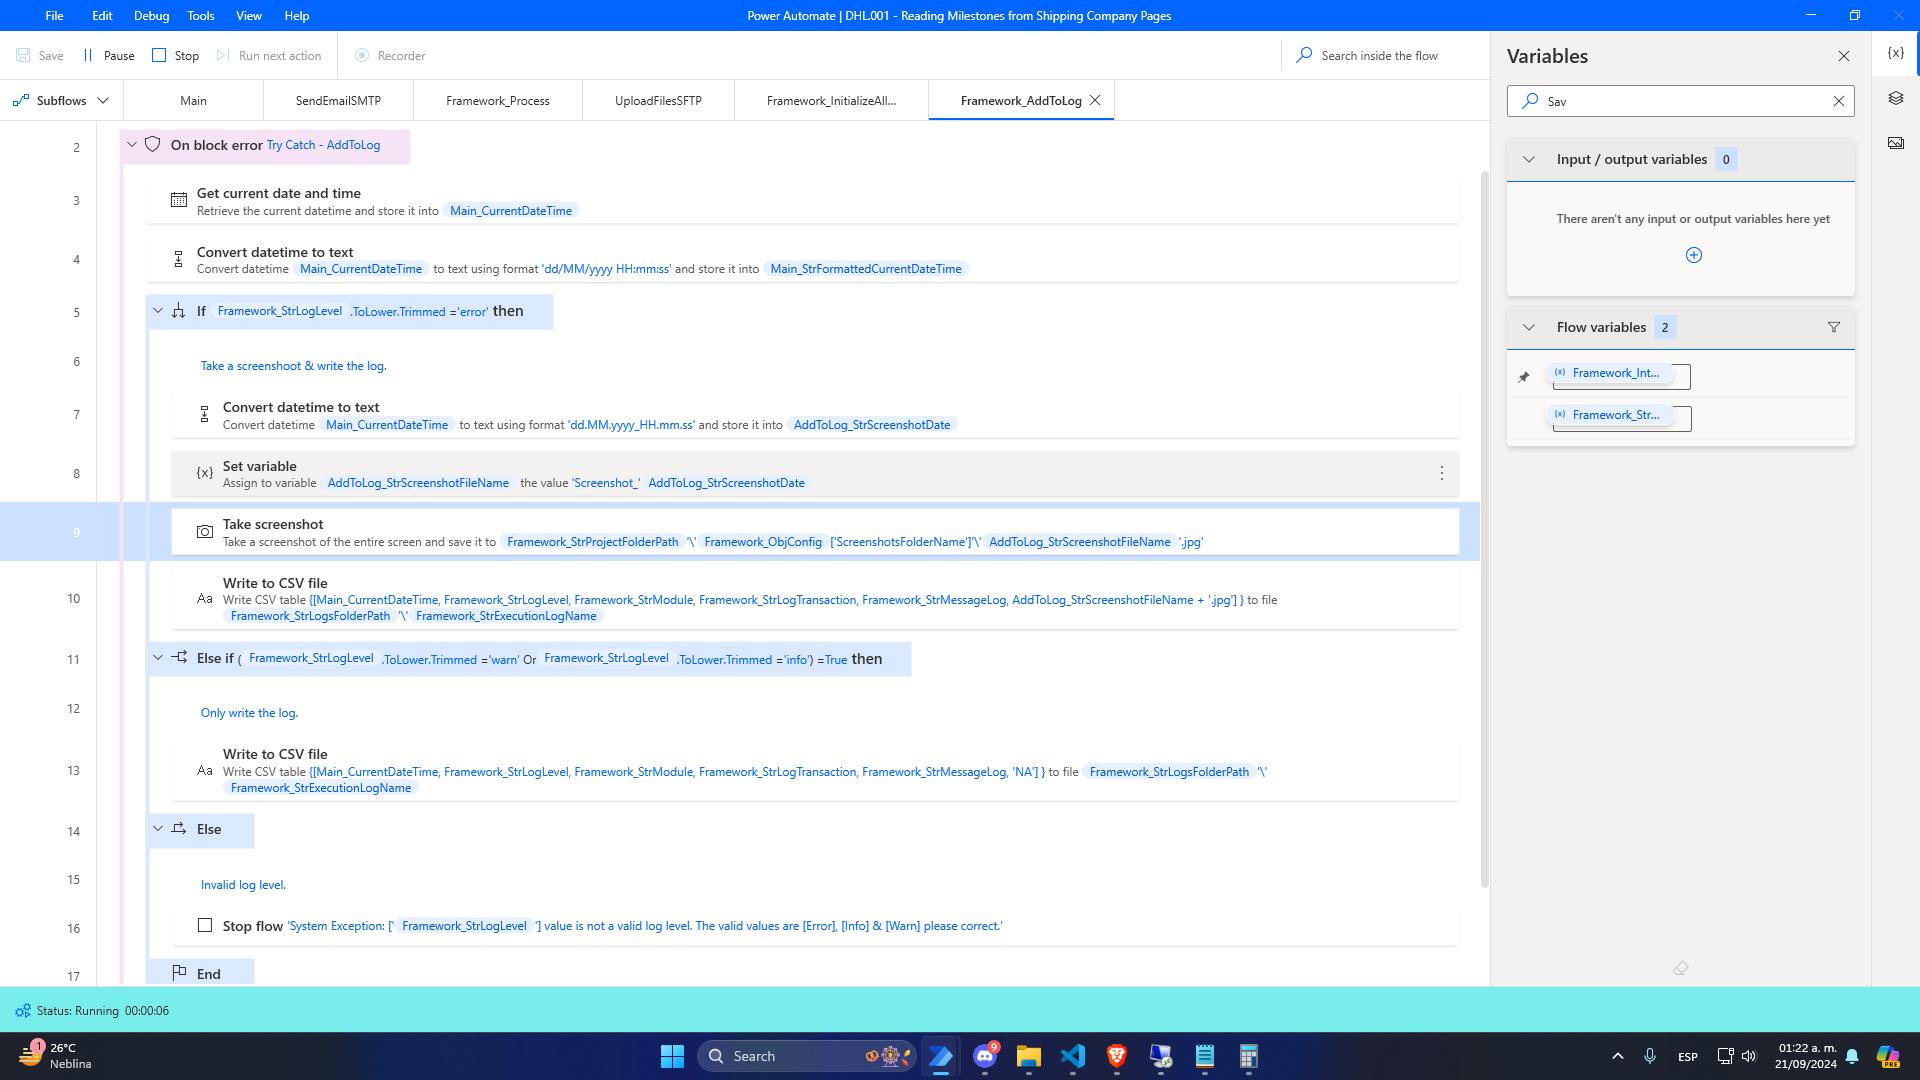 File Edit Debug Tools View Help
Power Automate | DHL.001 - Reading Milestones from Shipping Company Pages
Save Pause Stop Run next action Recorder Search inside the flow
Subflows Main SendEmailSMTP Framework_Process UploadFilesSFTP Framework_InitializeAll... Framework_AddToLog
2 On block error Try Catch - AddToLog
3 Get current date and time
Retrieve the current datetime and store it into Main_CurrentDateTime
4 Convert datetime to text
Convert datetime Main_CurrentDateTime to text using format 'dd/MM/yyyy HH:mm:ss' and store it into Main_StrFormattedCurrentDateTime
5 If Framework_StrLogLevel .ToLower.Trimmed ='error' then
6 Take a screenshoot & write the log.
7 Convert datetime to text
Convert datetime Main_CurrentDateTime to text using format 'dd.MM.yyyy_HH.mm.ss' and store it into AddToLog_StrScreenshotDate
8 {x} Set variable
Assign to variable AddToLog_StrScreenshotFileName the value 'Screenshot_' AddToLog_StrScreenshotDate
9 Take screenshot
Take a screenshot of the entire screen and save it to Framework_StrProjectFolderPath '\' Framework_ObjConfig ['ScreenshotsFolderName']'\' AddToLog_StrScreenshotFileName '.jpg'
10 Aa Write to CSV file
Write CSV table {[Main_CurrentDateTime, Framework_StrLogLevel, Framework_StrModule, Framework_StrLogTransaction, Framework_StrMessageLog, AddToLog_StrScreenshotFileName + '.jpg'] } to file
Framework_StrLogsFolderPath '\' Framework_StrExecutionLogName
11 Else if ( Framework_StrLogLevel .ToLower.Trimmed ='warn' Or Framework_StrLogLevel .ToLower.Trimmed ='info') =True then
12 Only write the log.
13 Aa Write to CSV file
Write CSV table {[Main_CurrentDateTime, Framework_StrLogLevel, Framework_StrModule, Framework_StrLogTransaction, Framework_StrMessageLog, 'NA'] } to file Framework_StrLogsFolderPath '\'
Framework_StrExecutionLogName
14 Else
15 Invalid log level.
16 Stop flow 'System Exception: [' Framework_StrLogLevel '] value is not a valid log level. The valid values are [Error], [Info] & [Warn] please correct.'
17 End
Variables
{x}
Sav
Input / output variables 0
There aren't any input or output variables here yet
Flow variables 2
(x) Framework_Int...
(x) Framework_Str...
Status: Running 00:00:06
1 26°C
Neblina
Search
9
ESP
01:22 a. m.
21/09/2024
PRE